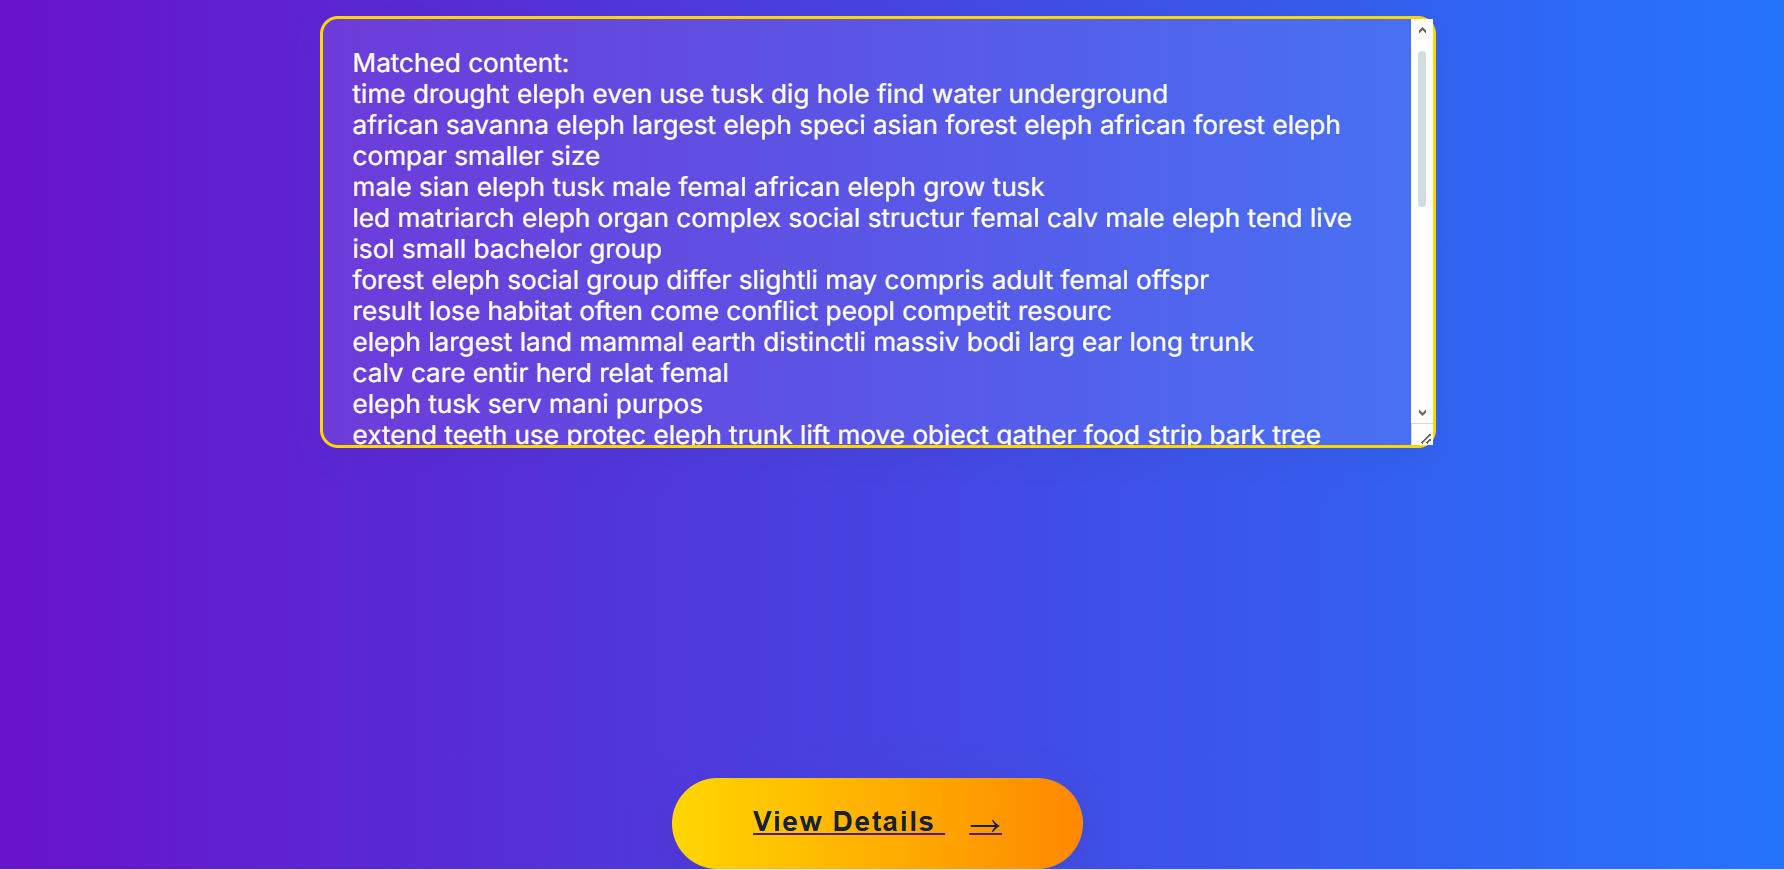 Matched content:
time drought eleph even use tusk dig hole find water underground
african savanna eleph largest eleph speci asian forest eleph african forest eleph
compar smaller size
male sian eleph tusk male femal african eleph grow tusk
led matriarch eleph organ complex social structur femal calv male eleph tend live
isol small bachelor group
forest eleph social group differ slightli may compris adult femal offspr
result lose habitat often come conflict peopl competit resourc
eleph largest land mammal earth distinctli massiv bodi larg ear long trunk
calv care entir herd relat femal
eleph tusk serv mani purpos
extend teeth use protec eleph trunk lift move object gather food strip bark tree
View Details →